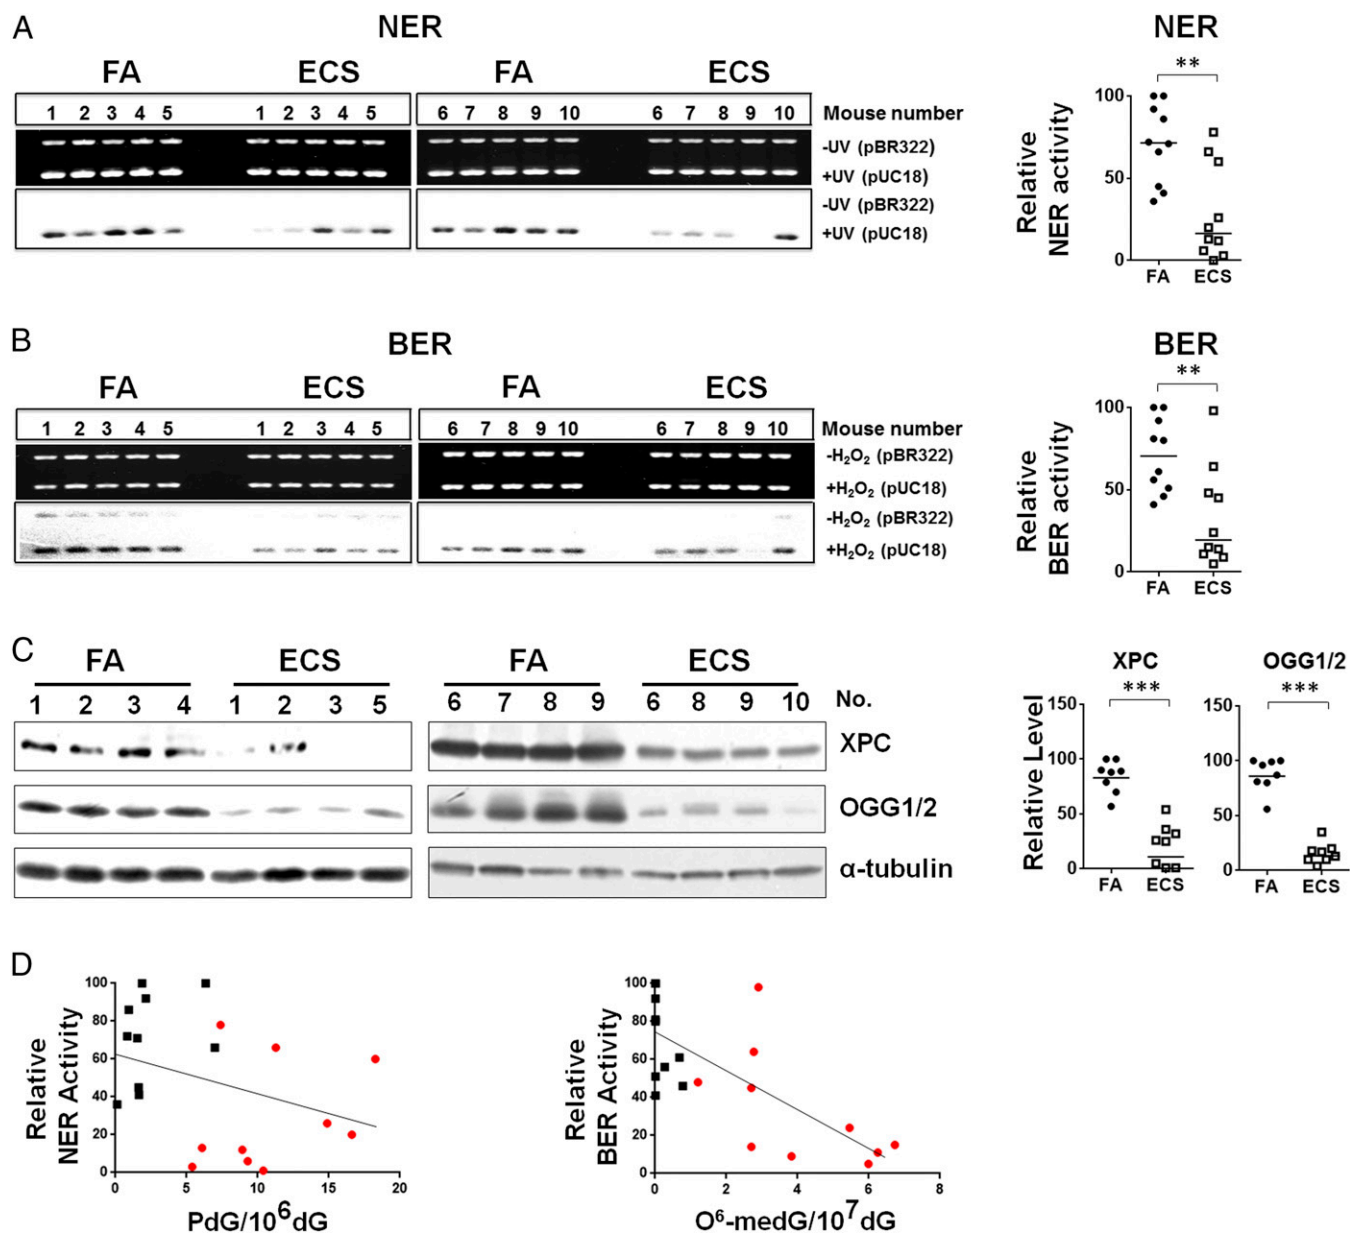 A
NER
NER
FA ECS FA ECS
**
1 2 3 4 5 1 2 3 4 5 6 7 8 9 10 6 7 8 9 10 Mouse number
-UV (pBR322)
+UV (pUC18)
-UV (pBR322)
+UV (pUC18)
Relative
NER activity
100
50
0
FA ECS
B
BER
BER
FA ECS FA ECS
**
1 2 3 4 5 1 2 3 4 5 6 7 8 9 10 6 7 8 9 10 Mouse number
-H₂O₂ (pBR322)
+H₂O₂ (pUC18)
-H₂O₂ (pBR322)
+H₂O₂ (pUC18)
Relative
BER activity
100
50
0
FA ECS
C
FA ECS FA ECS
1 2 3 4 1 2 3 5 6 7 8 9 6 8 9 10 No.
XPC
OGG1/2
α-tubulin
XPC
***
Relative Level
150
100
50
0
FA ECS
OGG1/2
***
150
100
50
0
FA ECS
D
Relative
NER Activity
100
80
60
40
20
0
0 5 10 15 20
PdG/10⁶dG
Relative
BER Activity
100
80
60
40
20
0
0 2 4 6 8
O⁶-medG/10⁷dG